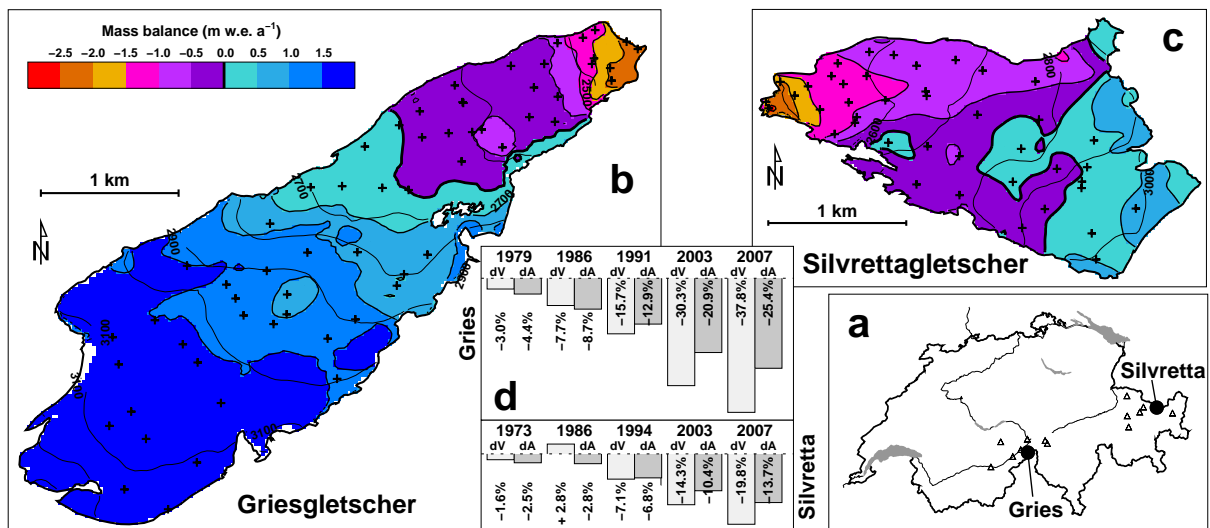 Mass balance (m w.e. a⁻¹)
−2.5 −2.0 −1.5 −1.0 −0.5 0.0 0.5 1.0 1.5
1 km
N
b
2500
2700
2700
2900
2900
3100
3100
3100
Griesgletscher
c
2800
2600
3000
N
1 km
Silvrettagletscher
Gries
1979 1986 1991 2003 2007
dV dA dV dA dV dA dV dA dV dA
−3.0% −4.4% −7.7% −8.7% −15.7% −12.9% −30.3% −20.9% −37.8% −25.4%
d
Silvretta
1973 1986 1994 2003 2007
dV dA dV dA dV dA dV dA dV dA
−1.6% −2.5% + 2.8% −2.8% −7.1% −6.8% −14.3% −10.4% −19.8% −13.7%
a
Silvretta
Gries